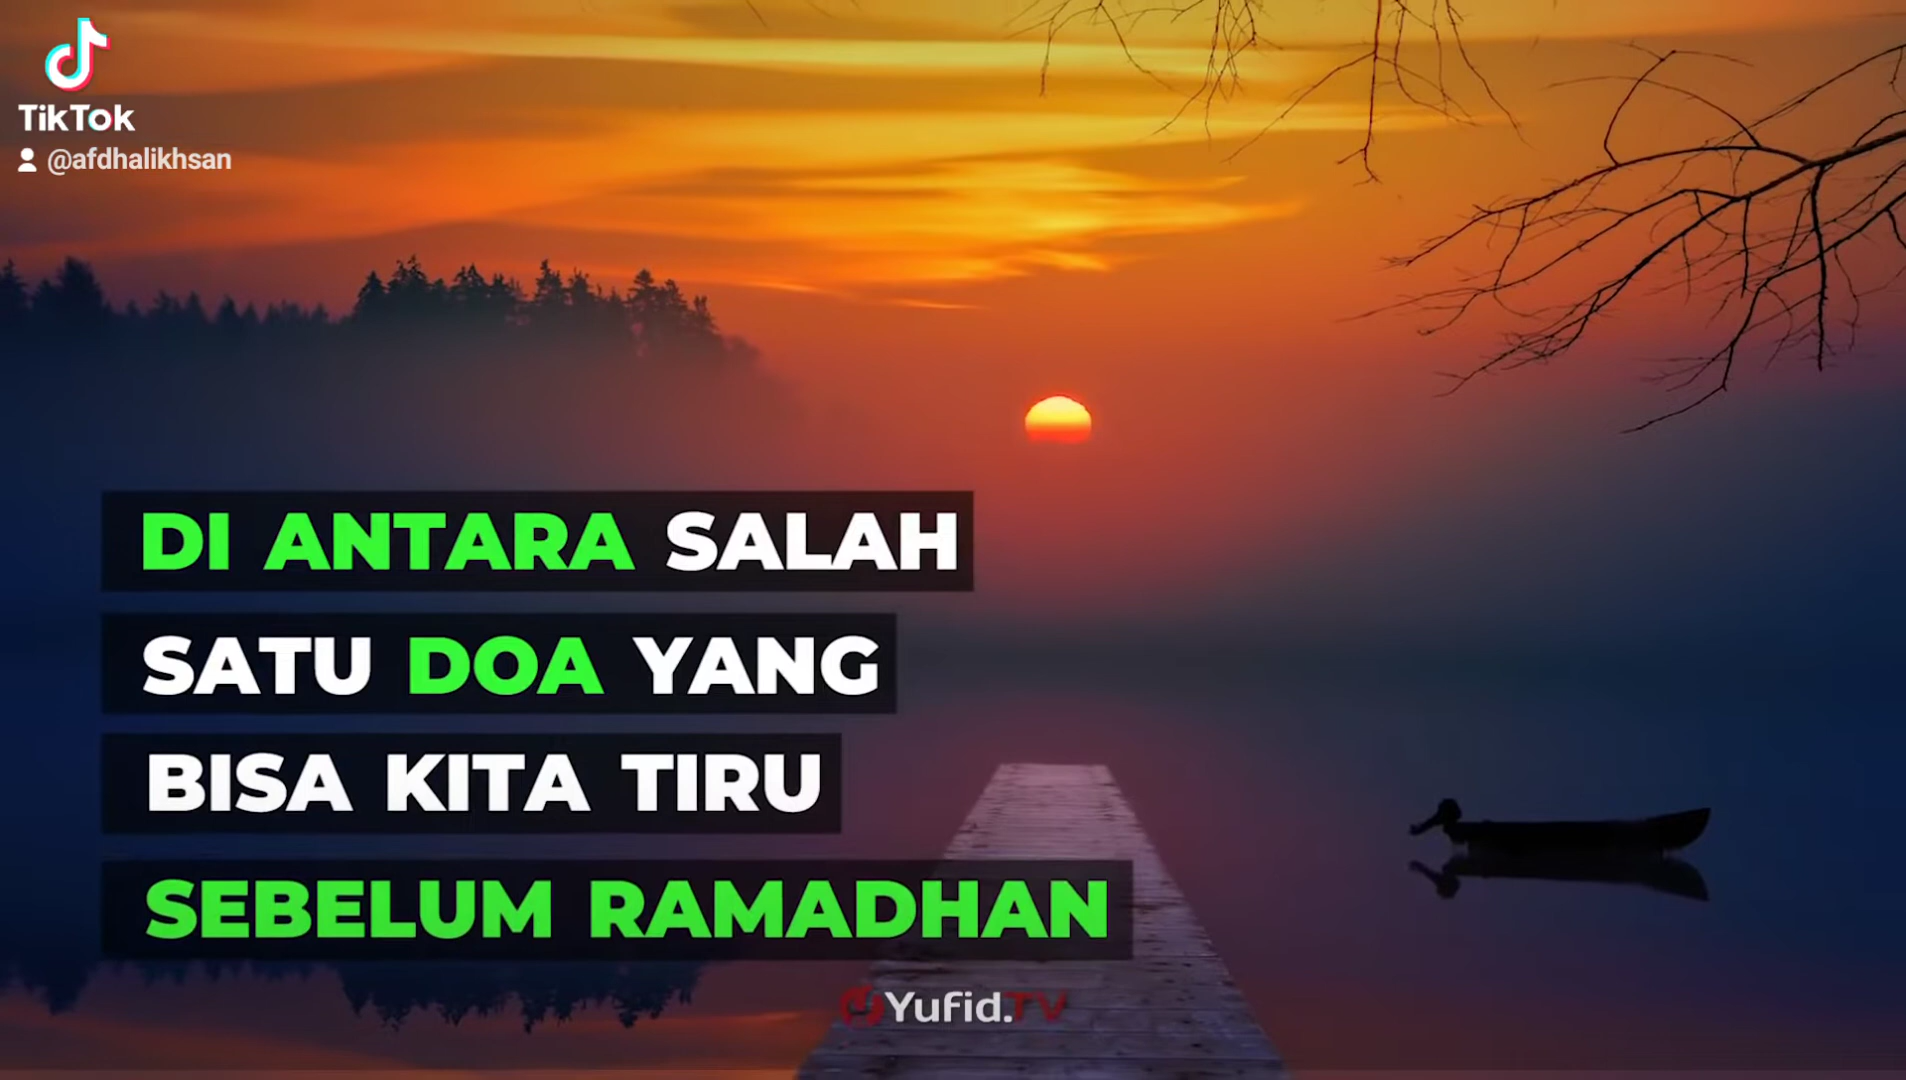 TikTok
@afdhalikhsan
DI ANTARA SALAH
SATU DOA YANG
BISA KITA TIRU
SEBELUM RAMADHAN
Yufid.TV